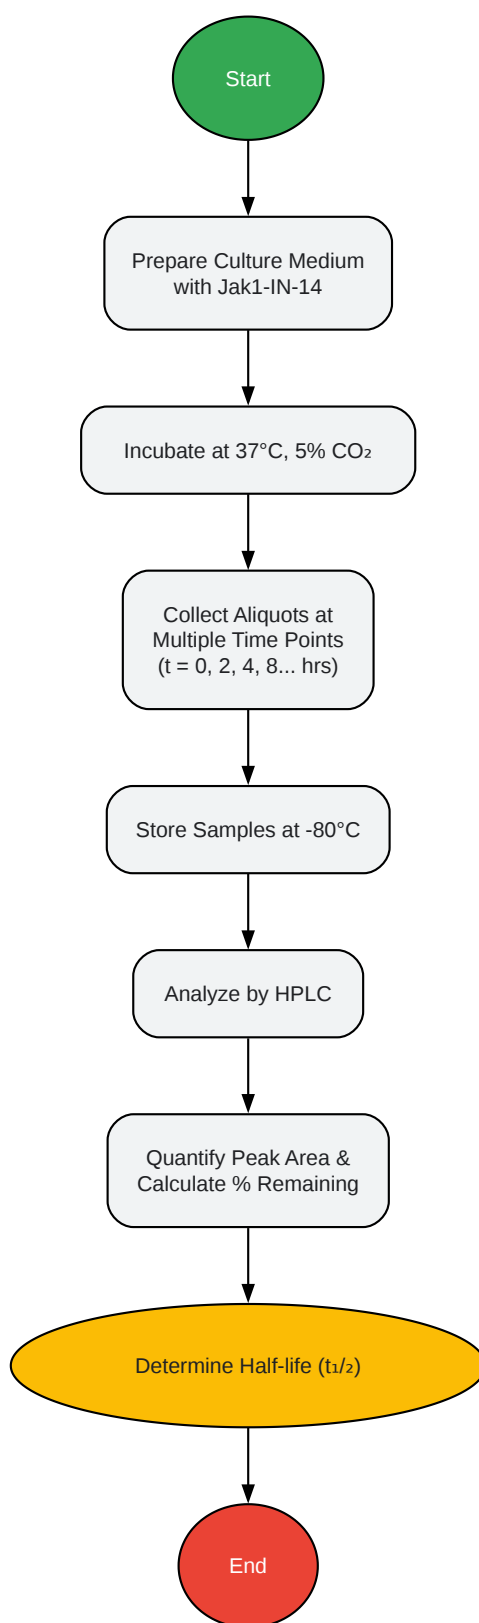 Start
Prepare Culture Medium
with Jak1-IN-14
Incubate at 37°C, 5% CO₂
Collect Aliquots at
Multiple Time Points
(t = 0, 2, 4, 8... hrs)
Store Samples at -80°C
Analyze by HPLC
Quantify Peak Area &
Calculate % Remaining
Determine Half-life (t₁/₂)
End